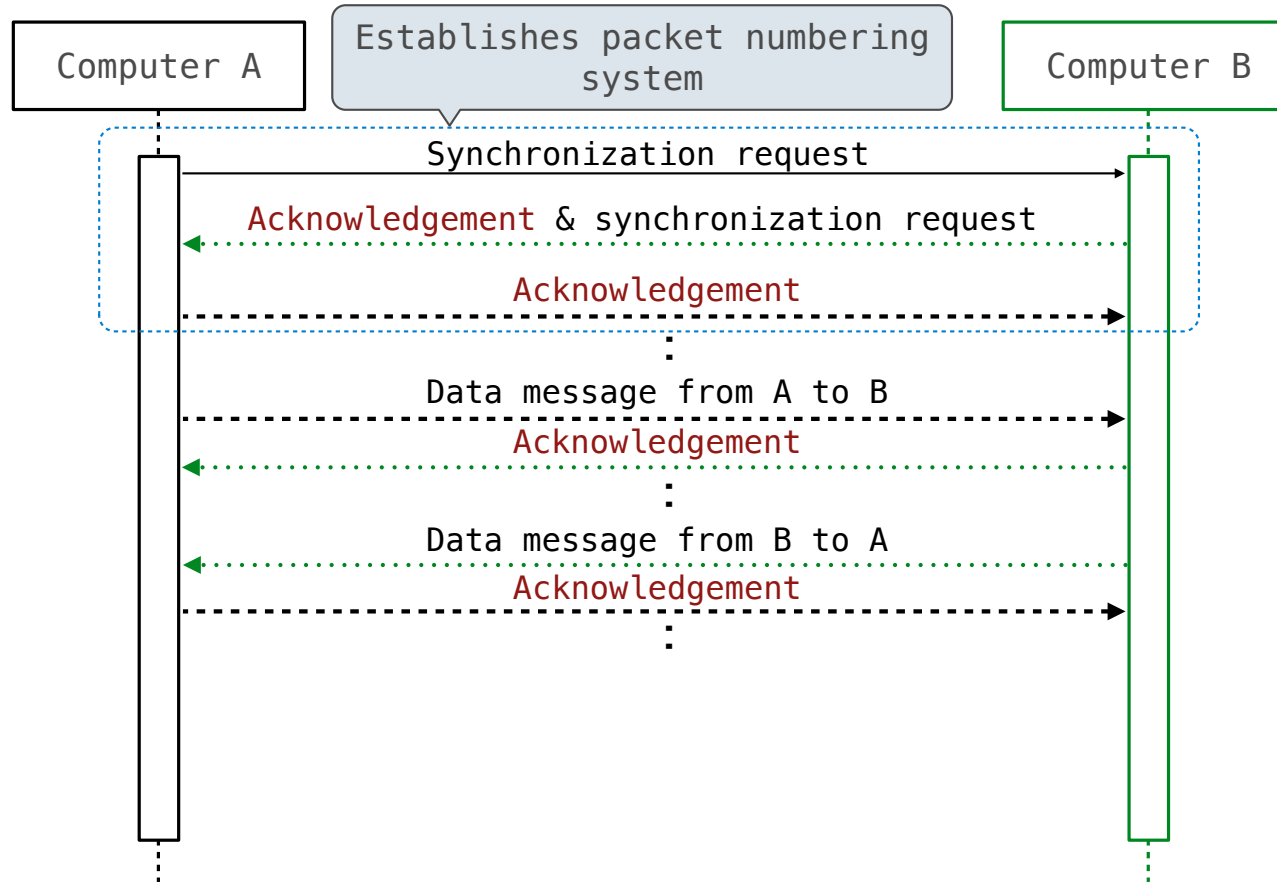 Computer A
Establishes packet numbering
system
Computer B
Synchronization request
Acknowledgement & synchronization request
Acknowledgement
:
Data message from A to B
Acknowledgement
:
Data message from B to A
Acknowledgement
: